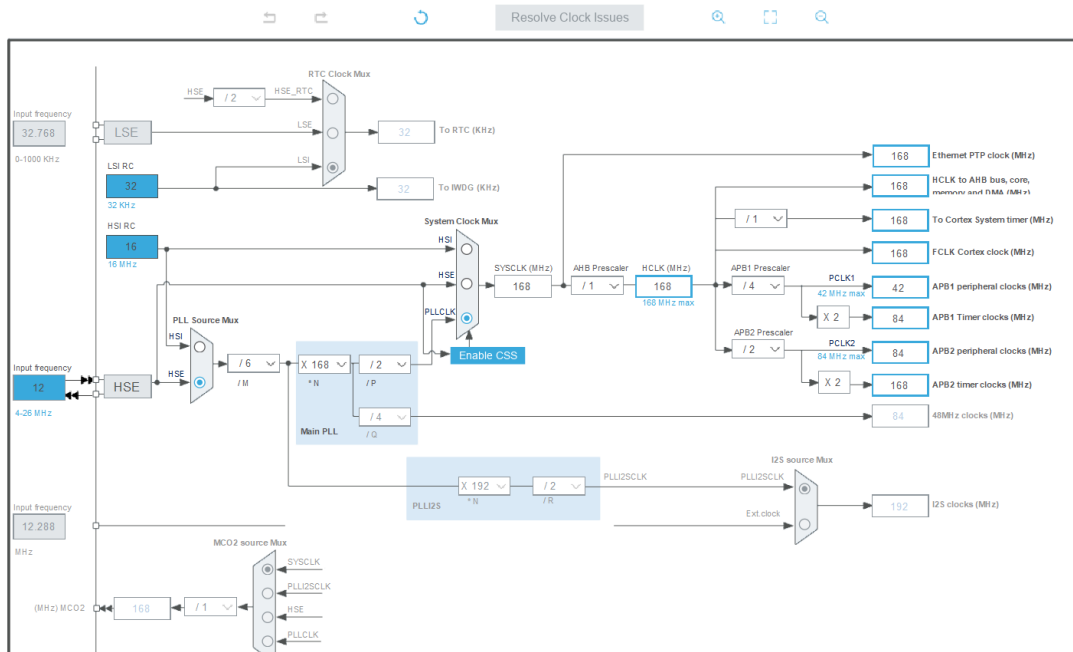 Resolve Clock Issues
RTC Clock Mux
HSE
/ 2
HSE_RTC
Input frequency
32.768
0-1000 KHz
LSE
LSE
32
To RTC (KHz)
LSI RC
32
32 KHz
LSI
32
To IWDG (KHz)
HSI RC
16
16 MHz
System Clock Mux
HSI
HSE
PLLCLK
SYSCLK (MHz)
168
AHB Prescaler
/ 1
HCLK (MHz)
168
168 MHz max
Enable CSS
168
Ethernet PTP clock (MHz)
168
HCLK to AHB bus, core,
memory and DMA (MHz)
/ 1
168
To Cortex System timer (MHz)
168
FCLK Cortex clock (MHz)
APB1 Prescaler
/ 4
PCLK1
42 MHz max
42
APB1 peripheral clocks (MHz)
X 2
84
APB1 Timer clocks (MHz)
APB2 Prescaler
/ 2
PCLK2
84 MHz max
84
APB2 peripheral clocks (MHz)
X 2
168
APB2 timer clocks (MHz)
84
48MHz clocks (MHz)
PLL Source Mux
HSI
HSE
Input frequency
12
4-26 MHz
HSE
/ 6
/ M
X 168
* N
/ 2
/ P
/ 4
/ Q
Main PLL
X 192
* N
/ 2
/ R
PLLI2S
PLLI2SCLK
I2S source Mux
PLLI2SCLK
Ext.clock
192
I2S clocks (MHz)
Input frequency
12.288
MHz
MCO2 source Mux
SYSCLK
PLLI2SCLK
HSE
PLLCLK
(MHz) MCO2
168
/ 1